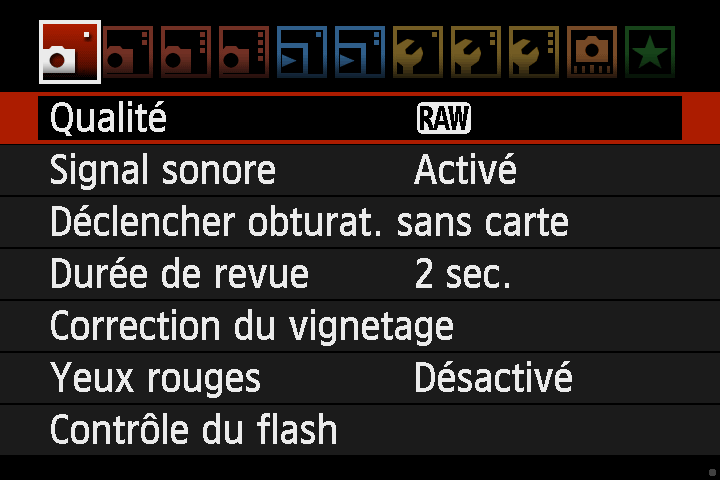 Qualité RAW
Signal sonore Activé
Déclencher obturat. sans carte
Durée de revue 2 sec.
Correction du vignetage
Yeux rouges Désactivé
Contrôle du flash